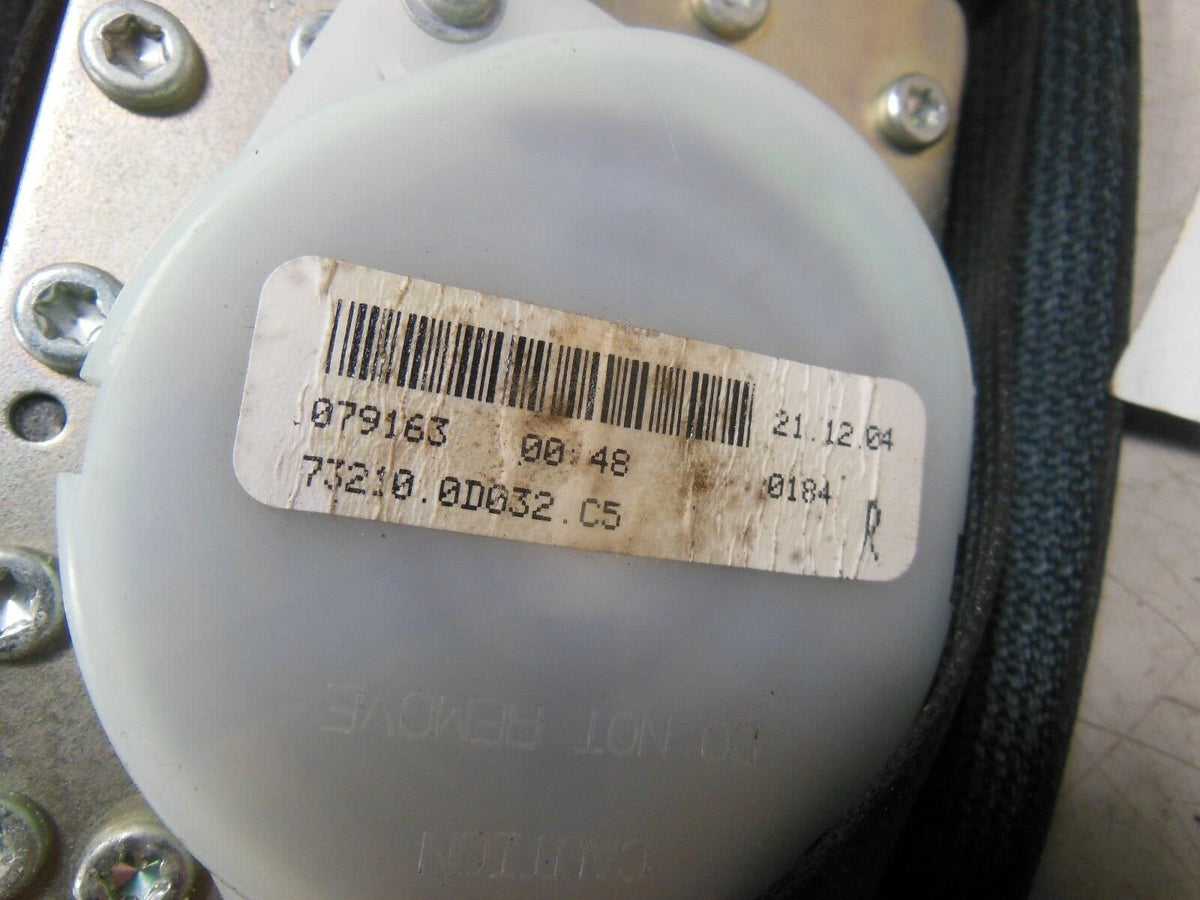 .079163 00:48 21.12.04
73210.0D032.C5 0184 R
DO NOT REMOVE
CAUTION